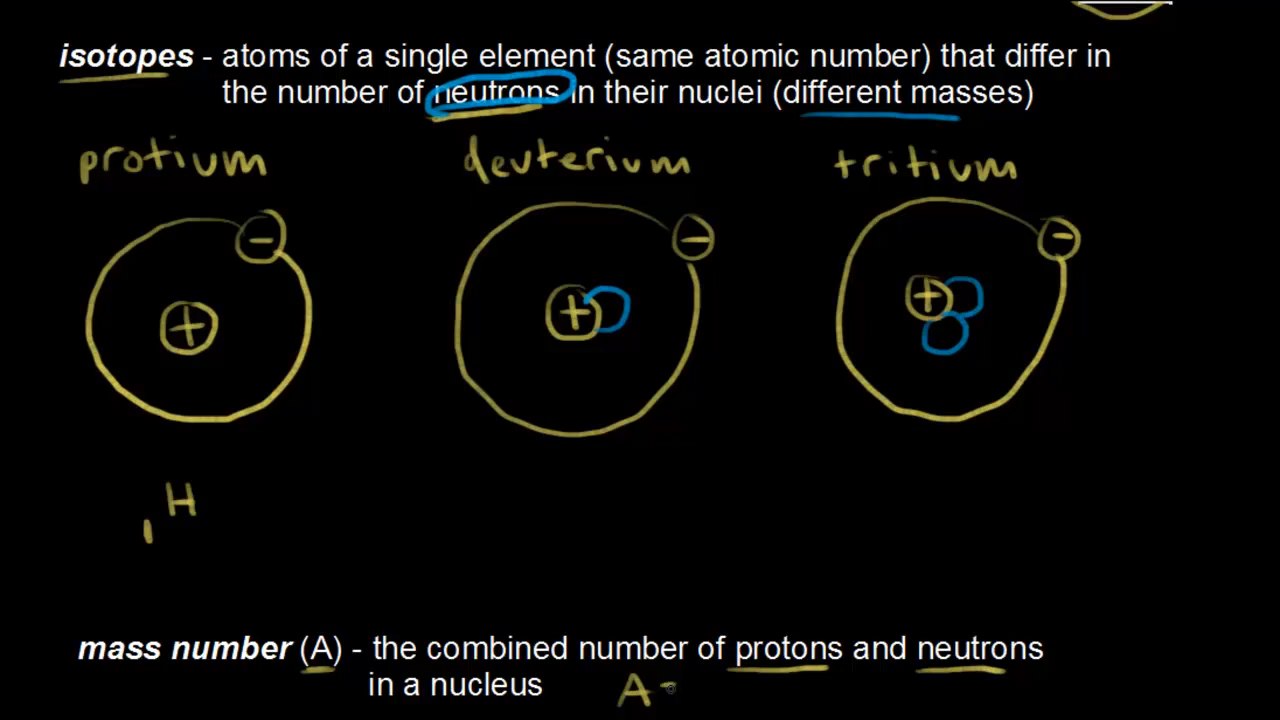 isotopes - atoms of a single element (same atomic number) that differ in
the number of neutrons in their nuclei (different masses)
protium deuterium tritium
- - -
+ + +
H
1
mass number (A) - the combined number of protons and neutrons
in a nucleus
A -